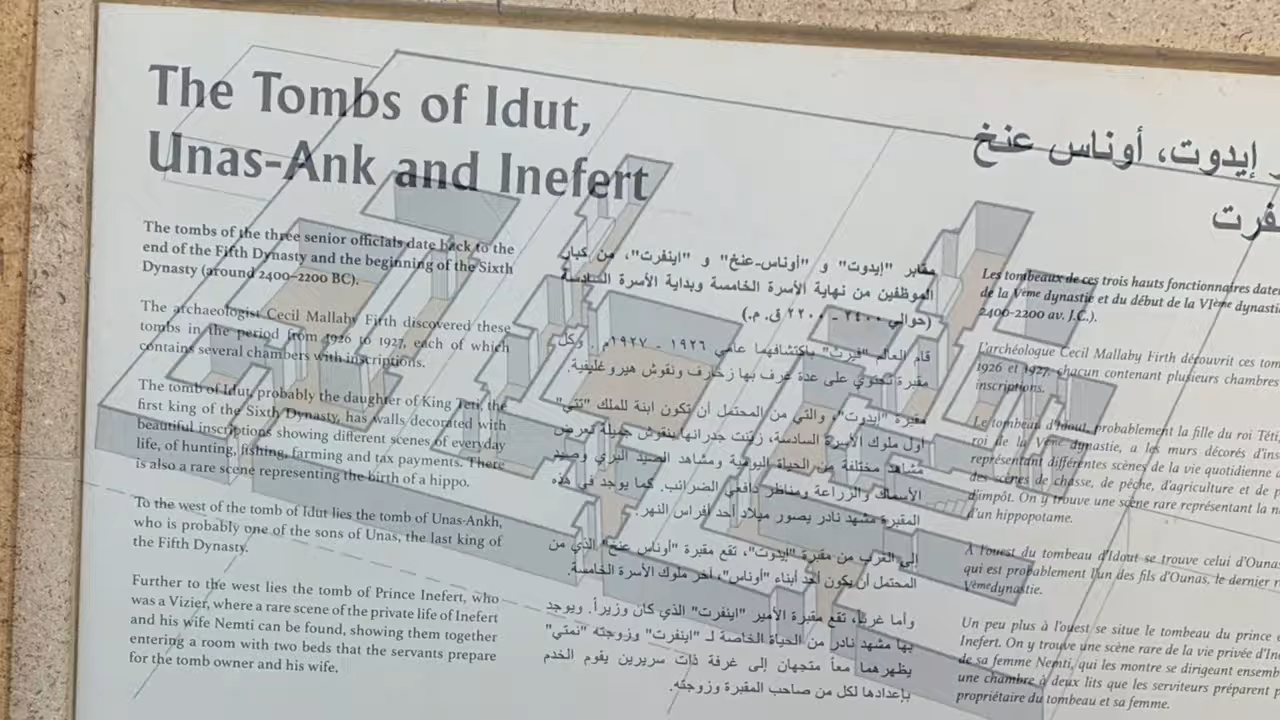 The Tombs of Idut,
Unas-Ank and Inefert
The tombs of the three senior officials date back to the
end of the Fifth Dynasty and the beginning of the Sixth
Dynasty (around 2400–2200 BC).
The archaeologist Cecil Mallaby Firth discovered these
tombs in the period from 1926 to 1927, each of which
contains several chambers with inscriptions.
The tomb of Idut, probably the daughter of King Teti, the
first king of the Sixth Dynasty, has walls decorated with
beautiful inscriptions showing different scenes of everyday
life, of hunting, fishing, farming and tax payments. There
is also a rare scene representing the birth of a hippo.
To the west of the tomb of Idut lies the tomb of Unas-Ankh,
who is probably one of the sons of Unas, the last king of
the Fifth Dynasty.
Further to the west lies the tomb of Prince Inefert, who
was a Vizier, where a rare scene of the private life of Inefert
and his wife Nemti can be found, showing them together
entering a room with two beds that the servants prepare
for the tomb owner and his wife.
إيدوت، أوناس عنخ
مقابر "إيدوت" و "أوناس-عنخ" و "اينفرت"، من كبار
الموظفين من نهاية الأسرة الخامسة وبداية الأسرة السادسة
(حوالي ٢٤٠٠ - ٢٢٠٠ ق. م.)
قام العالم "فيرث" باكتشافهما عامي ١٩٢٦ - ١٩٢٧م، وكل
مقبرة تحتوي على عدة غرف بها زخارف ونقوش هيروغليفية.
مقبرة "إيدوت"، والتي من المحتمل أن تكون ابنة للملك "تتي"
أول ملوك الأسرة السادسة، زينت جدرانها بنقوش جميلة تعرض
مشاهد مختلفة من الحياة اليومية ومشاهد الصيد البري وصيد
الأسماك والزراعة ومناظر دافعي الضرائب. كما يوجد في هذه
المقبرة مشهد نادر يصور ميلاد أحد أفراس النهر.
إلى الغرب من مقبرة "إيدوت"، تقع مقبرة "أوناس عنخ" الذي من
المحتمل أن يكون أحد أبناء "أوناس"، آخر ملوك الأسرة الخامسة.
وأما غرباً، تقع مقبرة الأمير "اينفرت" الذي كان وزيراً. ويوجد
بها مشهد نادر من الحياة الخاصة لـ "اينفرت" وزوجته "نمتي"
يظهرهما معاً متجهان إلى غرفة ذات سريرين يقوم الخدم
بإعدادها لكل من صاحب المقبرة وزوجته.
Les tombeaux de ces trois hauts fonctionnaires
de la Vème dynastie et du début de la VIème
2400-2200 av. J.C.).
L'archéologue Cecil Mallaby Firth découvrit ces
1926 et 1927, chacun contenant plusieurs chambres
inscriptions.
Le tombeau d'Idout, probablement la fille du roi Téti
roi de la Vème dynastie, a les murs décorés
représentant différentes scènes de la vie quotidienne
des scènes de chasse, de pèche, d'agriculture et de
d'impôt. On y trouve une scène rare représentant la
d'un hippopotame.
À l'ouest du tombeau d'Idout se trouve celui
qui est probablement l'un des fils d'Ounas, le dernier
Vèmedynastie.
Un peu plus à l'ouest se situe le tombeau du prince
Inefert. On y trouve une scène rare de la vie privée
de sa femme Nemti, qui les montre se dirigeant
une chambre à deux lits que les serviteurs préparent
propriétaire du tombeau et sa femme.